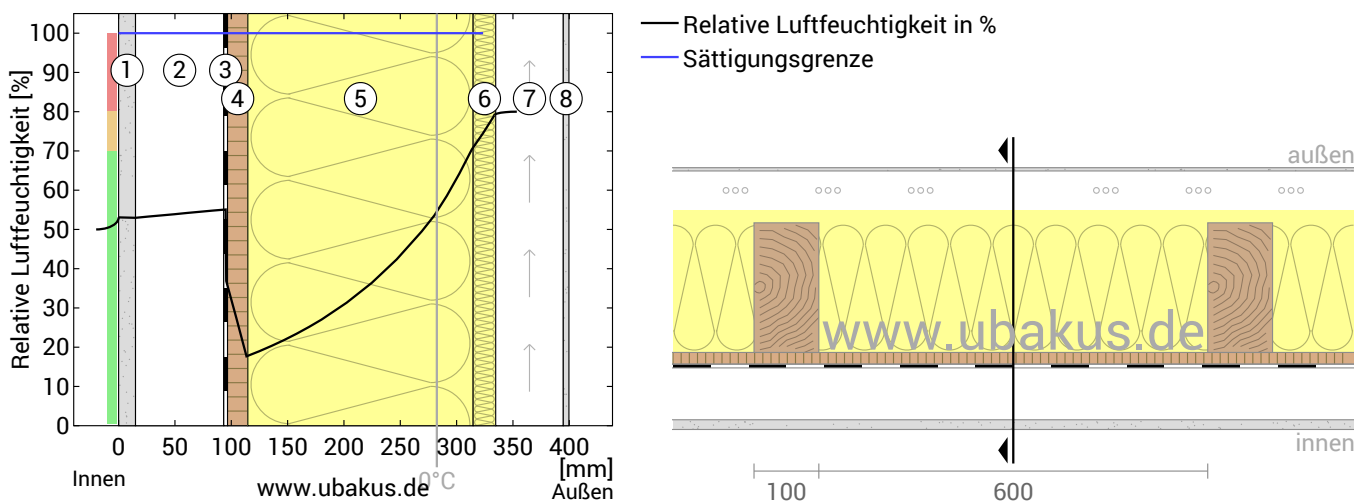 Relative Luftfeuchtigkeit in %
Sättigungsgrenze
Relative Luftfeuchtigkeit [%]
100
90
80
70
60
50
40
30
20
10
0
1 2 3 4 5 6 7 8
0 50 100 150 200 250 300 350 400
[mm]
Innen
www.ubakus.de
0°C
Außen
außen
www.ubakus.de
innen
100
600